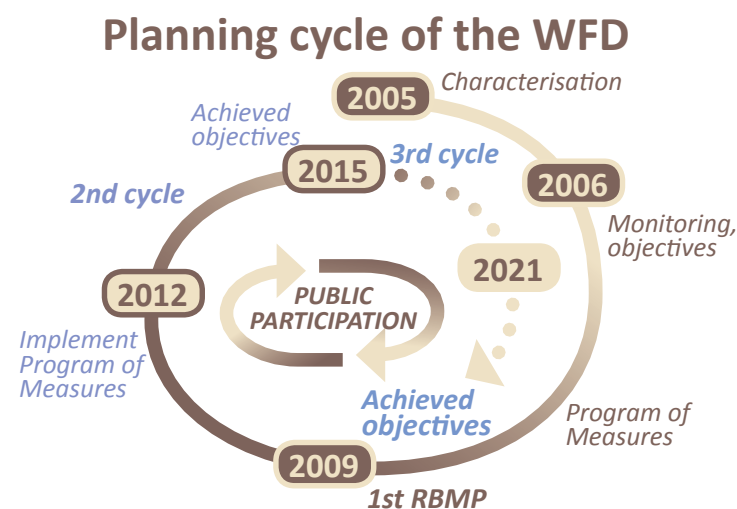 Planning cycle of the WFD
2005
Characterisation
Achieved
objectives
2015
3rd cycle
2006
2nd cycle
Monitoring,
objectives
2021
2012
PUBLIC
PARTICIPATION
Implement
Program of
Measures
Achieved
objectives
Program of
Measures
2009
1st RBMP